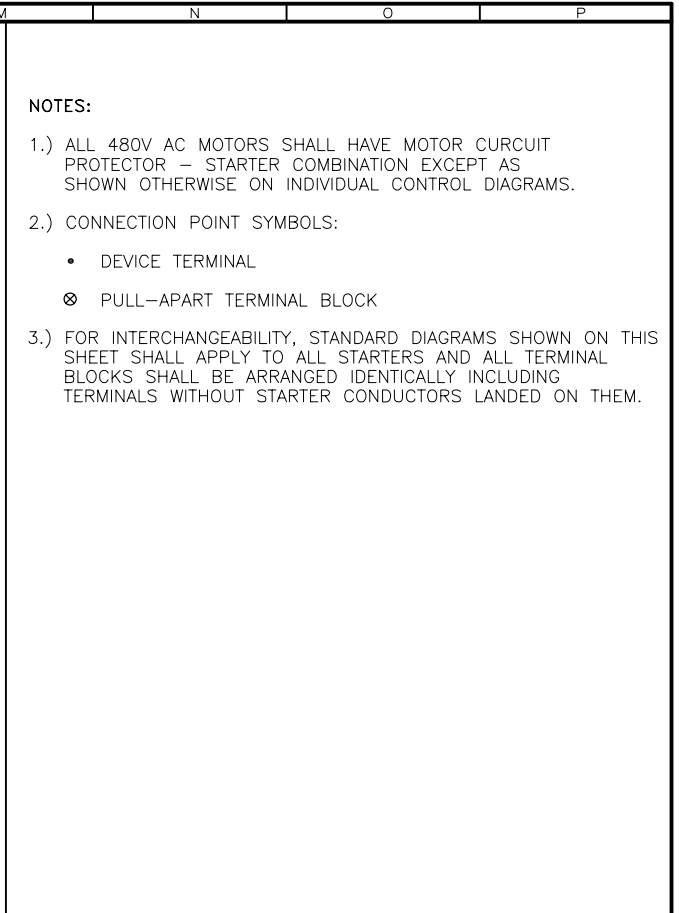 M N O P
NOTES:
1.) ALL 480V AC MOTORS SHALL HAVE MOTOR CURCUIT
PROTECTOR – STARTER COMBINATION EXCEPT AS
SHOWN OTHERWISE ON INDIVIDUAL CONTROL DIAGRAMS.
2.) CONNECTION POINT SYMBOLS:
• DEVICE TERMINAL
⊗ PULL–APART TERMINAL BLOCK
3.) FOR INTERCHANGEABILITY, STANDARD DIAGRAMS SHOWN ON THIS
SHEET SHALL APPLY TO ALL STARTERS AND ALL TERMINAL
BLOCKS SHALL BE ARRANGED IDENTICALLY INCLUDING
TERMINALS WITHOUT STARTER CONDUCTORS LANDED ON THEM.